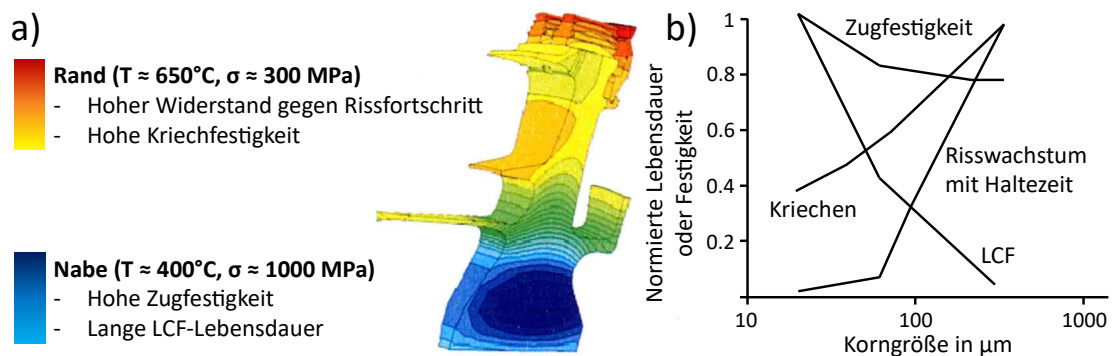 a)
Rand (T ≈ 650°C, σ ≈ 300 MPa)
- Hoher Widerstand gegen Rissfortschritt
- Hohe Kriechfestigkeit
Nabe (T ≈ 400°C, σ ≈ 1000 MPa)
- Hohe Zugfestigkeit
- Lange LCF-Lebensdauer
b)
Normierte Lebensdauer
oder Festigkeit
1
0.8
0.6
0.4
0.2
Zugfestigkeit
Kriechen
Risswachstum
mit Haltezeit
LCF
10
100
1000
Korngröße in µm